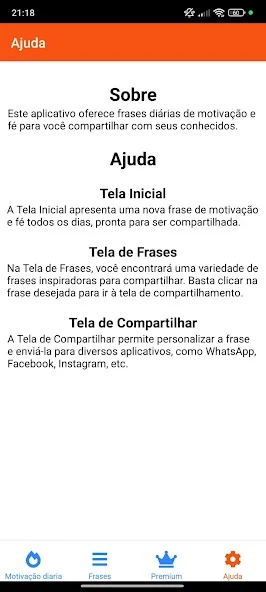 21:18
60
Ajuda
Sobre
Este aplicativo oferece frases diárias de motivação e
fé para você compartilhar com seus conhecidos.
Ajuda
Tela Inicial
A Tela Inicial apresenta uma nova frase de motivação
e fé todos os dias, pronta para ser compartilhada.
Tela de Frases
Na Tela de Frases, você encontrará uma variedade de
frases inspiradoras para compartilhar. Basta clicar na
frase desejada para ir à tela de compartilhamento.
Tela de Compartilhar
A Tela de Compartilhar permite personalizar a frase
e enviá-la para diversos aplicativos, como WhatsApp,
Facebook, Instagram, etc.
Motivação diaria
Frases
Premium
Ajuda